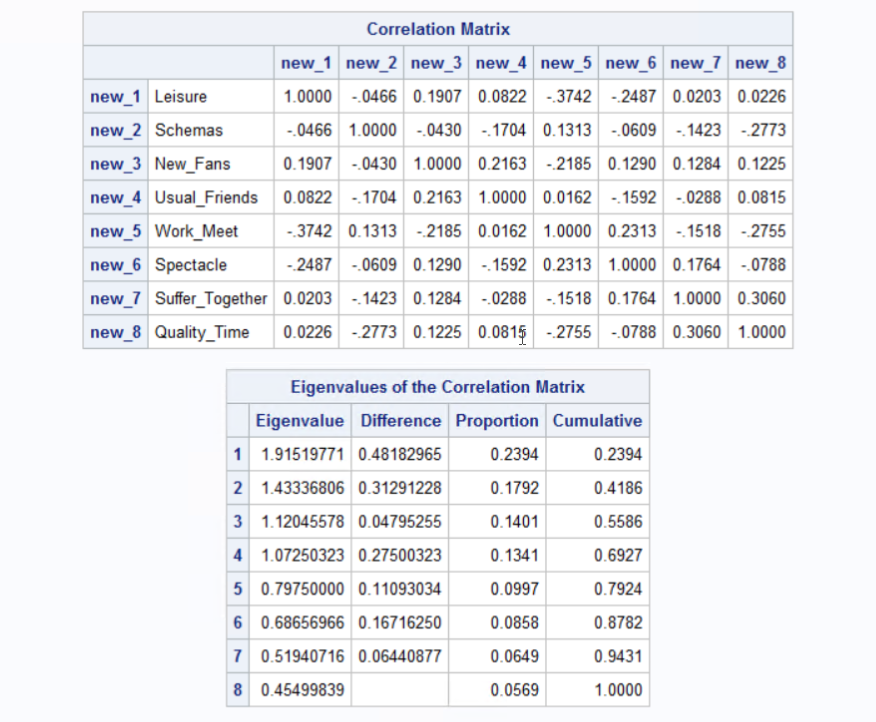 Correlation Matrix
new_1 new_2 new_3 new_4 new_5 new_6 new_7 new_8
new_1 Leisure 1.0000 -.0466 0.1907 0.0822 -.3742 -.2487 0.0203 0.0226
new_2 Schemas -.0466 1.0000 -.0430 -.1704 0.1313 -.0609 -.1423 -.2773
new_3 New_Fans 0.1907 -.0430 1.0000 0.2163 -.2185 0.1290 0.1284 0.1225
new_4 Usual_Friends 0.0822 -.1704 0.2163 1.0000 0.0162 -.1592 -.0288 0.0815
new_5 Work_Meet -.3742 0.1313 -.2185 0.0162 1.0000 0.2313 -.1518 -.2755
new_6 Spectacle -.2487 -.0609 0.1290 -.1592 0.2313 1.0000 0.1764 -.0788
new_7 Suffer_Together 0.0203 -.1423 0.1284 -.0288 -.1518 0.1764 1.0000 0.3060
new_8 Quality_Time 0.0226 -.2773 0.1225 0.0815 -.2755 -.0788 0.3060 1.0000
Eigenvalues of the Correlation Matrix
Eigenvalue Difference Proportion Cumulative
1 1.91519771 0.48182965 0.2394 0.2394
2 1.43336806 0.31291228 0.1792 0.4186
3 1.12045578 0.04795255 0.1401 0.5586
4 1.07250323 0.27500323 0.1341 0.6927
5 0.79750000 0.11093034 0.0997 0.7924
6 0.68656966 0.16716250 0.0858 0.8782
7 0.51940716 0.06440877 0.0649 0.9431
8 0.45499839 0.0569 1.0000